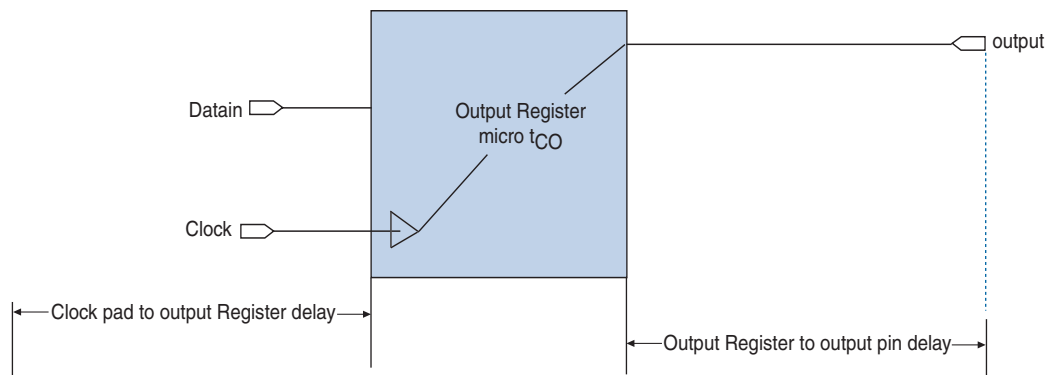 output
Datain
Output Register
micro tCO
Clock
Clock pad to output Register delay
Output Register to output pin delay